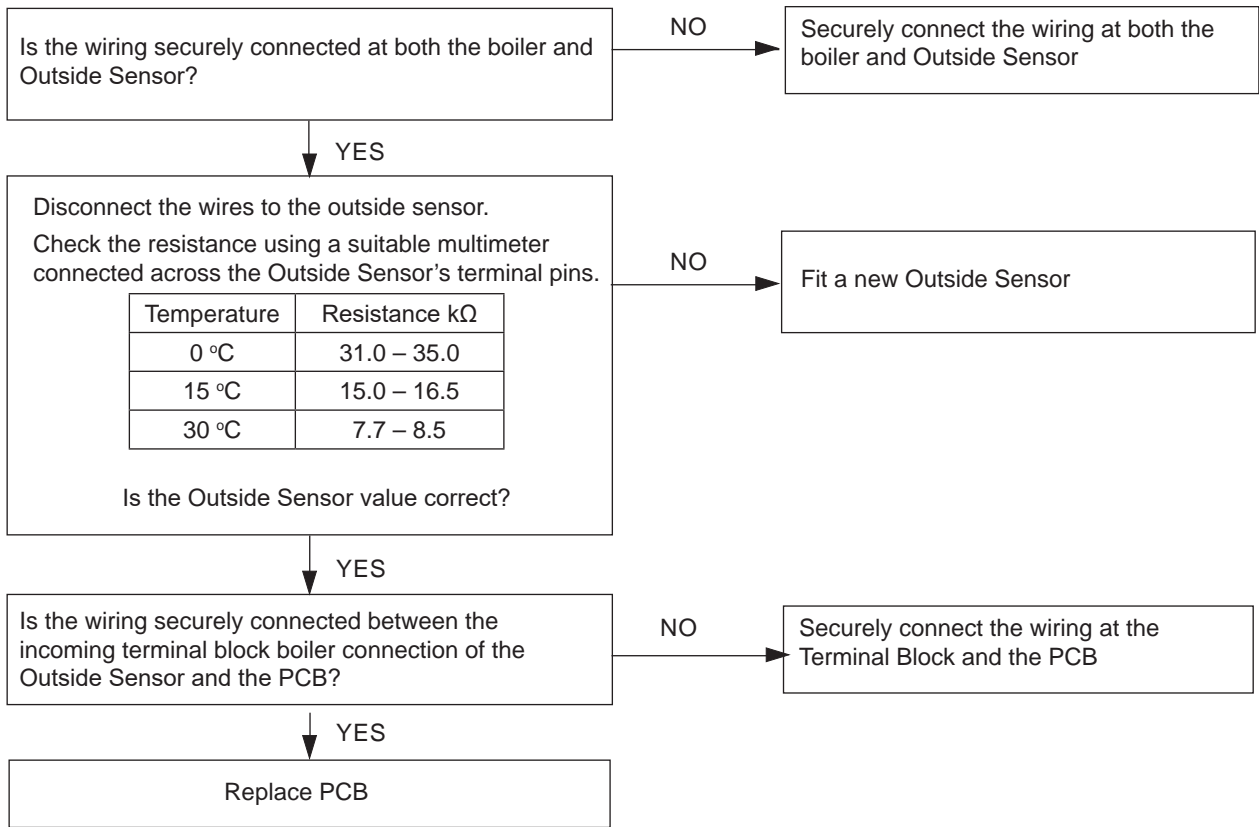 Is the wiring securely connected at both the boiler and
Outside Sensor?
NO
Securely connect the wiring at both the
boiler and Outside Sensor
YES
Disconnect the wires to the outside sensor.
Check the resistance using a suitable multimeter
connected across the Outside Sensor's terminal pins.
Temperature Resistance kΩ
0 °C 31.0 – 35.0
15 °C 15.0 – 16.5
30 °C 7.7 – 8.5
Is the Outside Sensor value correct?
NO
Fit a new Outside Sensor
YES
Is the wiring securely connected between the
incoming terminal block boiler connection of the
Outside Sensor and the PCB?
NO
Securely connect the wiring at the
Terminal Block and the PCB
YES
Replace PCB